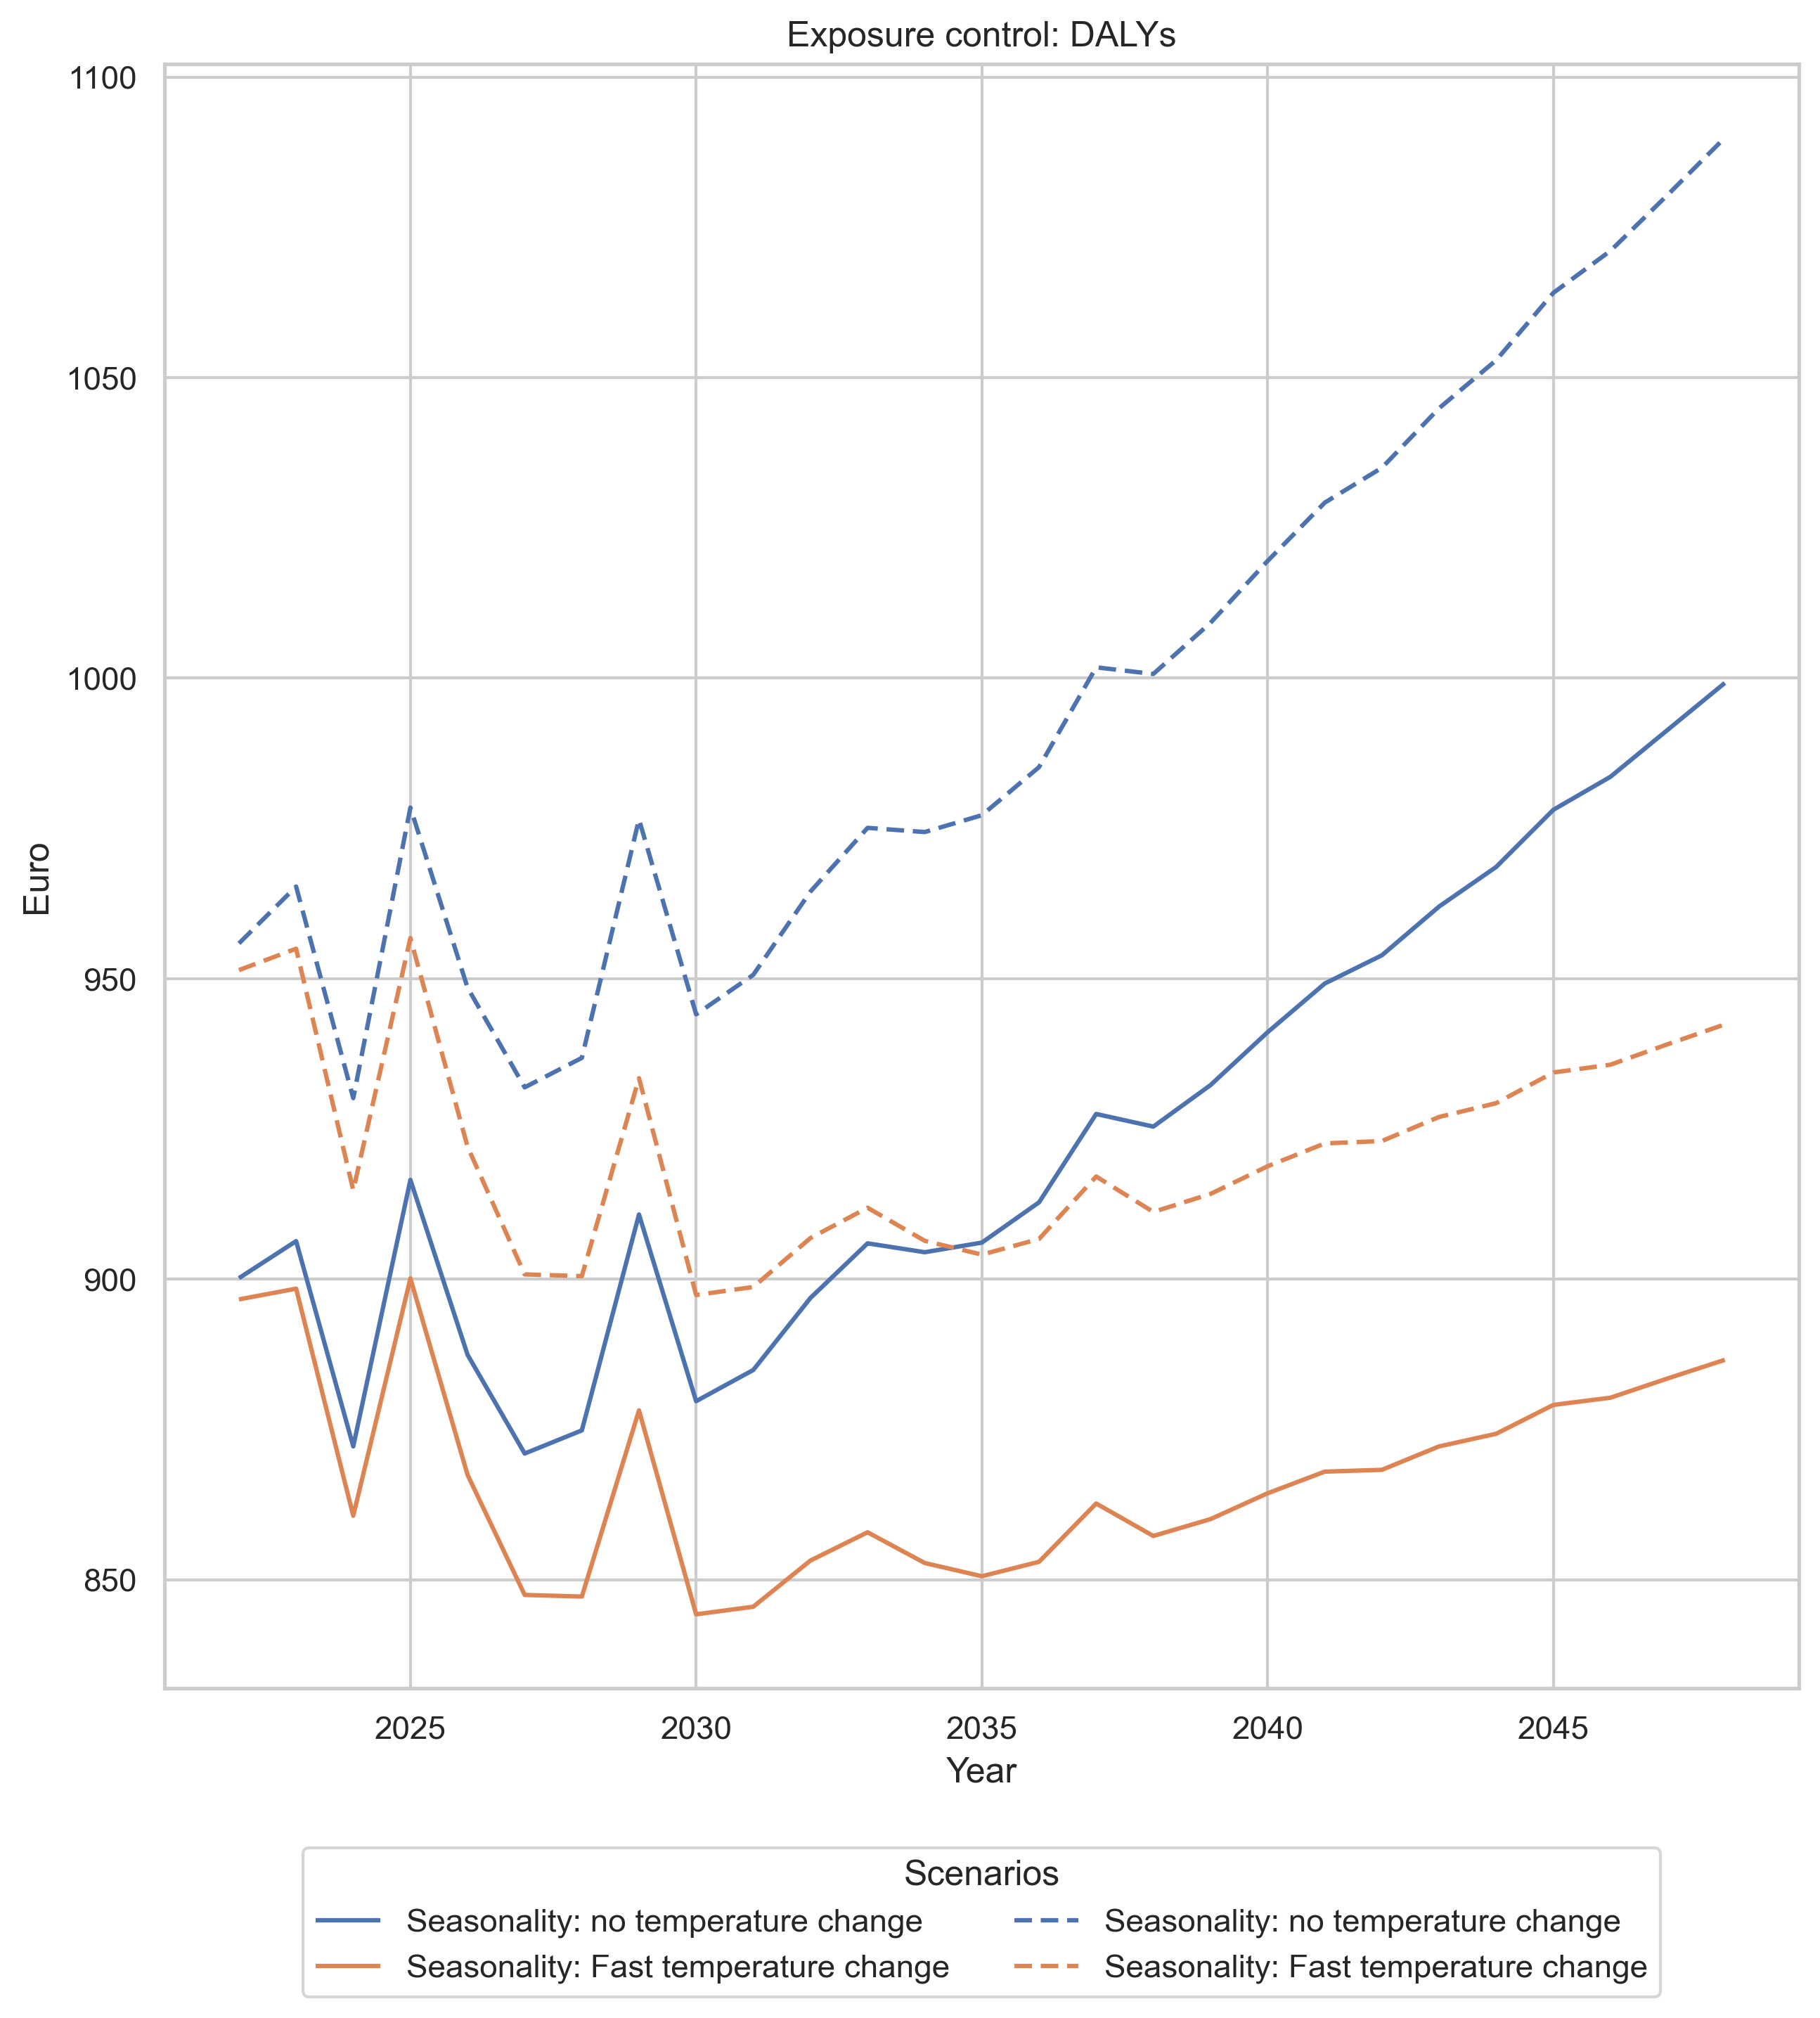 Exposure control: DALYs
1100
1050
1000
950
900
850
Euro
2025 2030 2035 2040 2045
Year
Scenarios
Seasonality: no temperature change Seasonality: no temperature change
Seasonality: Fast temperature change Seasonality: Fast temperature change